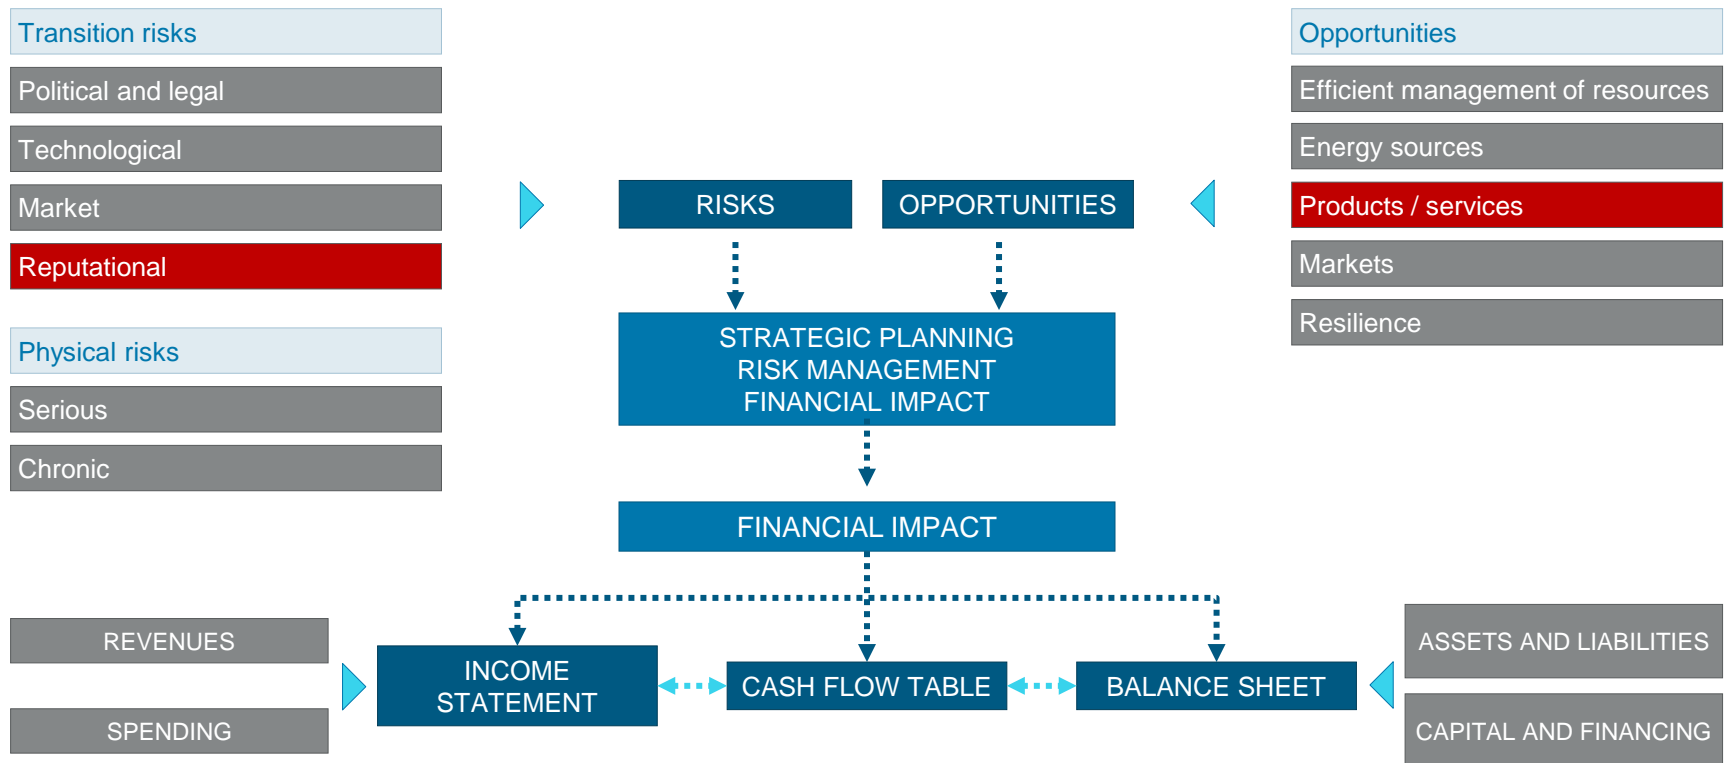 Transition risks
Political and legal
Technological
Market
Reputational
Physical risks
Serious
Chronic
RISKS
OPPORTUNITIES
Opportunities
Efficient management of resources
Energy sources
Products / services
Markets
Resilience
STRATEGIC PLANNING
RISK MANAGEMENT
FINANCIAL IMPACT
FINANCIAL IMPACT
REVENUES
SPENDING
INCOME
STATEMENT
CASH FLOW TABLE
BALANCE SHEET
ASSETS AND LIABILITIES
CAPITAL AND FINANCING